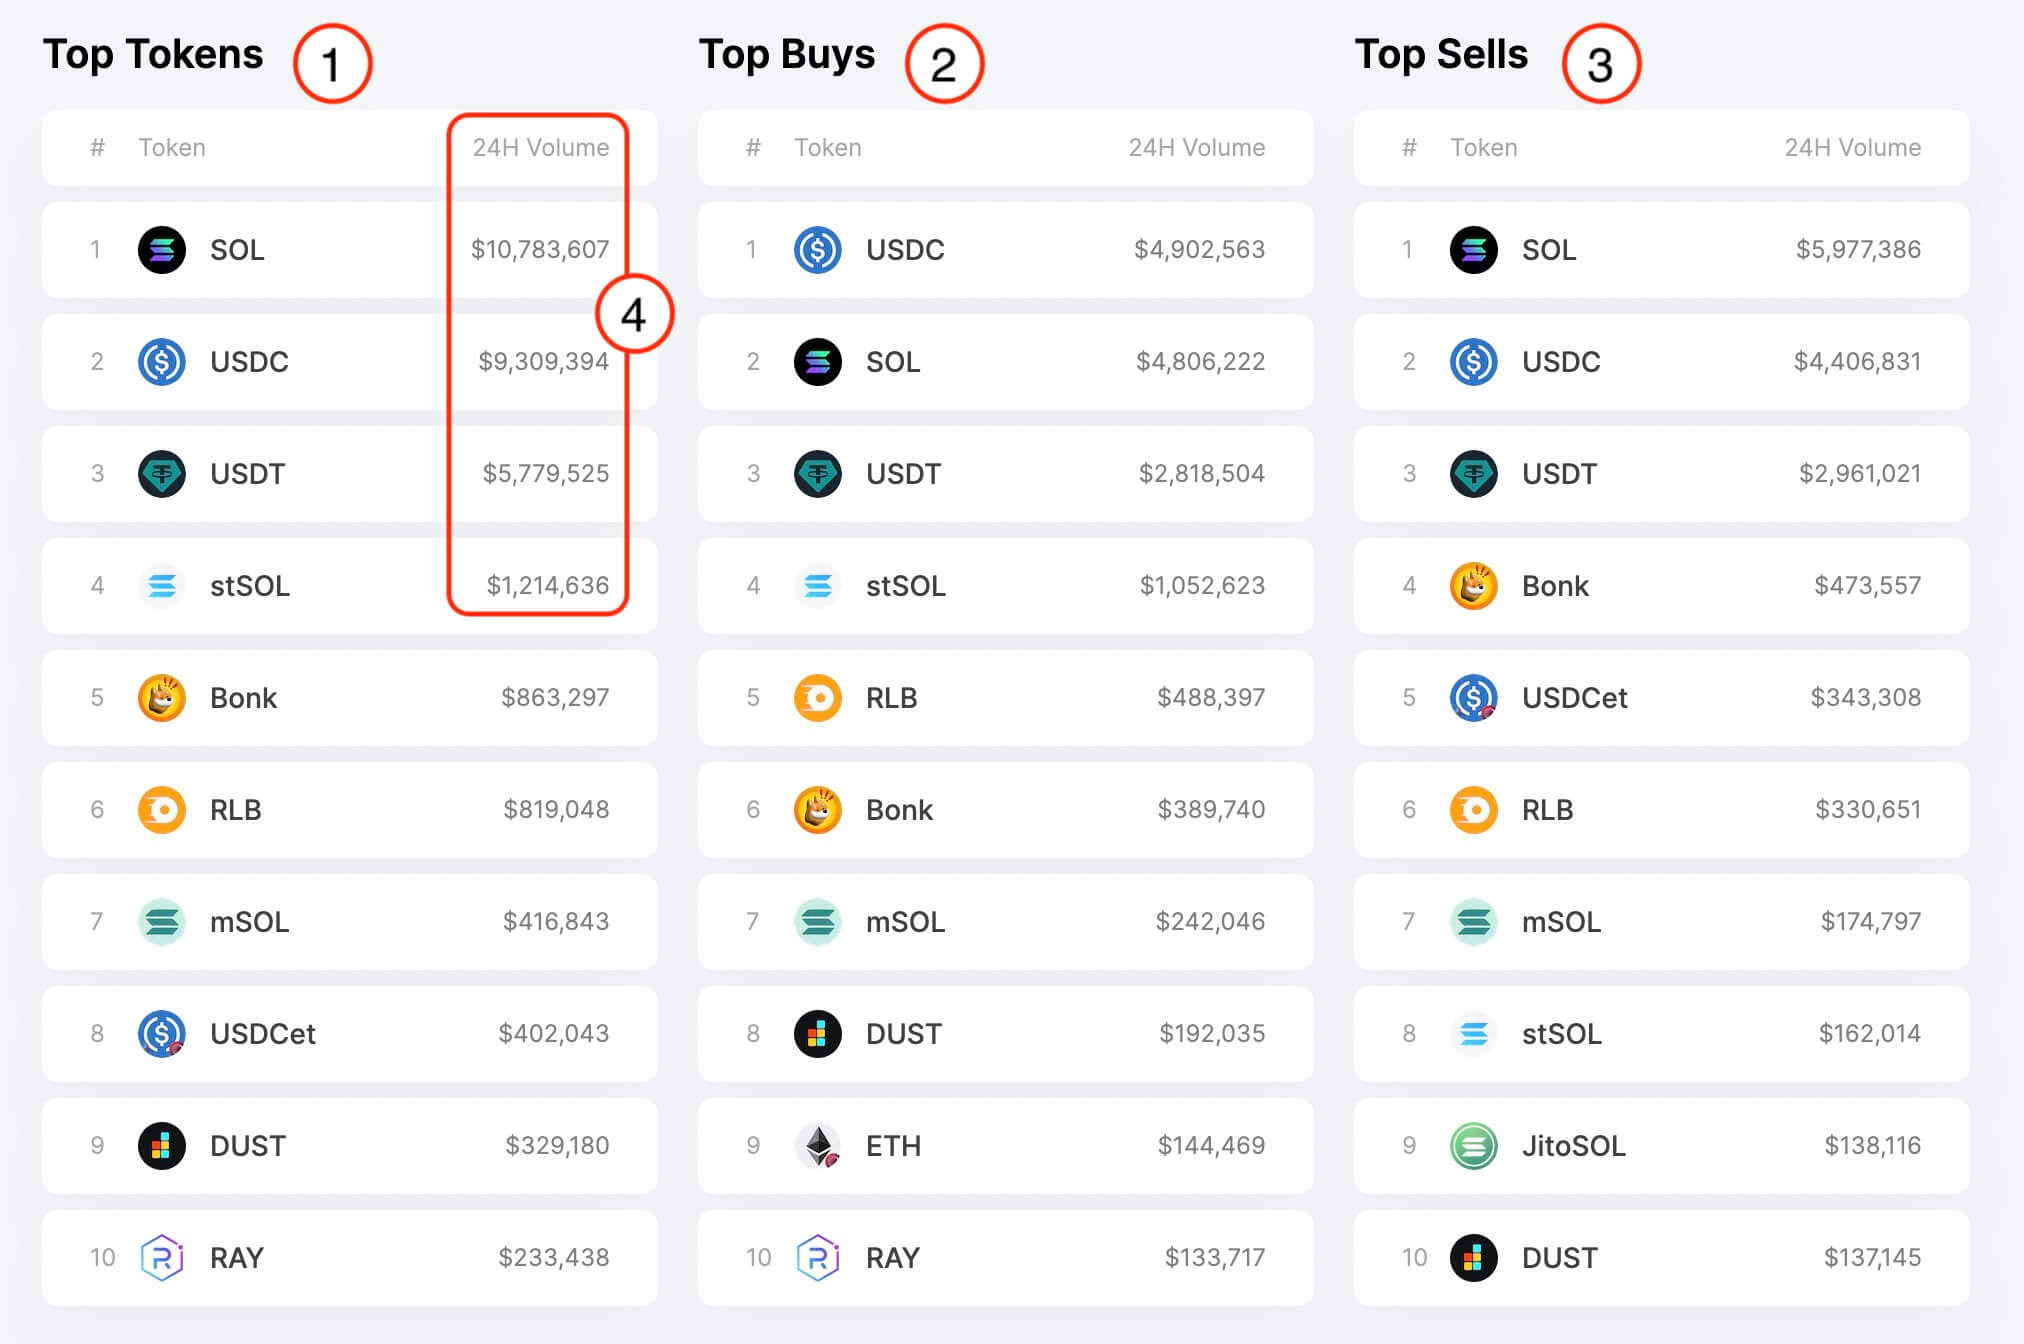 Top Tokens 1
# Token 24H Volume
1 SOL $10,783,607
2 USDC $9,309,394
3 USDT $5,779,525
4 stSOL $1,214,636
5 Bonk $863,297
6 RLB $819,048
7 mSOL $416,843
8 USDCet $402,043
9 DUST $329,180
10 RAY $233,438
4
Top Buys 2
# Token 24H Volume
1 USDC $4,902,563
2 SOL $4,806,222
3 USDT $2,818,504
4 stSOL $1,052,623
5 RLB $488,397
6 Bonk $389,740
7 mSOL $242,046
8 DUST $192,035
9 ETH $144,469
10 RAY $133,717
Top Sells 3
# Token 24H Volume
1 SOL $5,977,386
2 USDC $4,406,831
3 USDT $2,961,021
4 Bonk $473,557
5 USDCet $343,308
6 RLB $330,651
7 mSOL $174,797
8 stSOL $162,014
9 JitoSOL $138,116
10 DUST $137,145